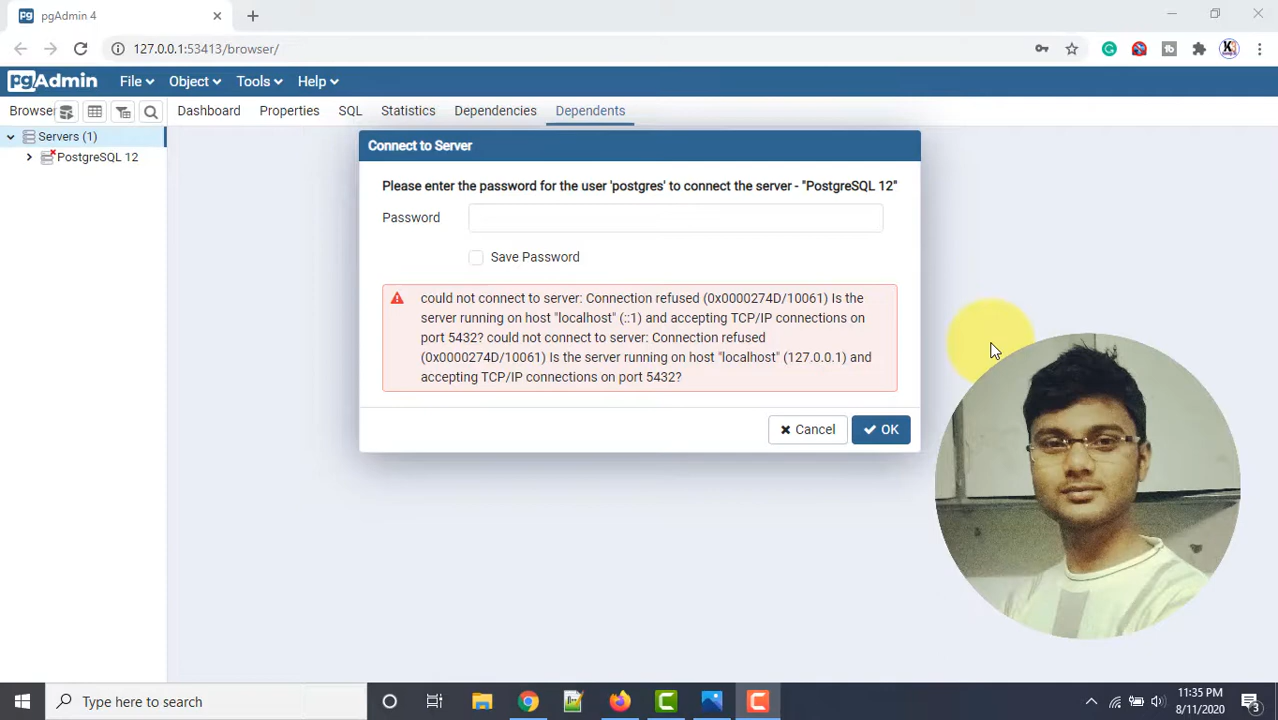 pgAdmin 4
127.0.0.1:53413/browser/
pgAdmin File Object Tools Help
Browser Dashboard Properties SQL Statistics Dependencies Dependents
Servers (1)
PostgreSQL 12
Connect to Server
Please enter the password for the user 'postgres' to connect the server - "PostgreSQL 12"
Password
Save Password
could not connect to server: Connection refused (0x0000274D/10061) Is the
server running on host "localhost" (::1) and accepting TCP/IP connections on
port 5432? could not connect to server: Connection refused
(0x0000274D/10061) Is the server running on host "localhost" (127.0.0.1) and
accepting TCP/IP connections on port 5432?
Cancel OK
Type here to search
11:35 PM
8/11/2020
3